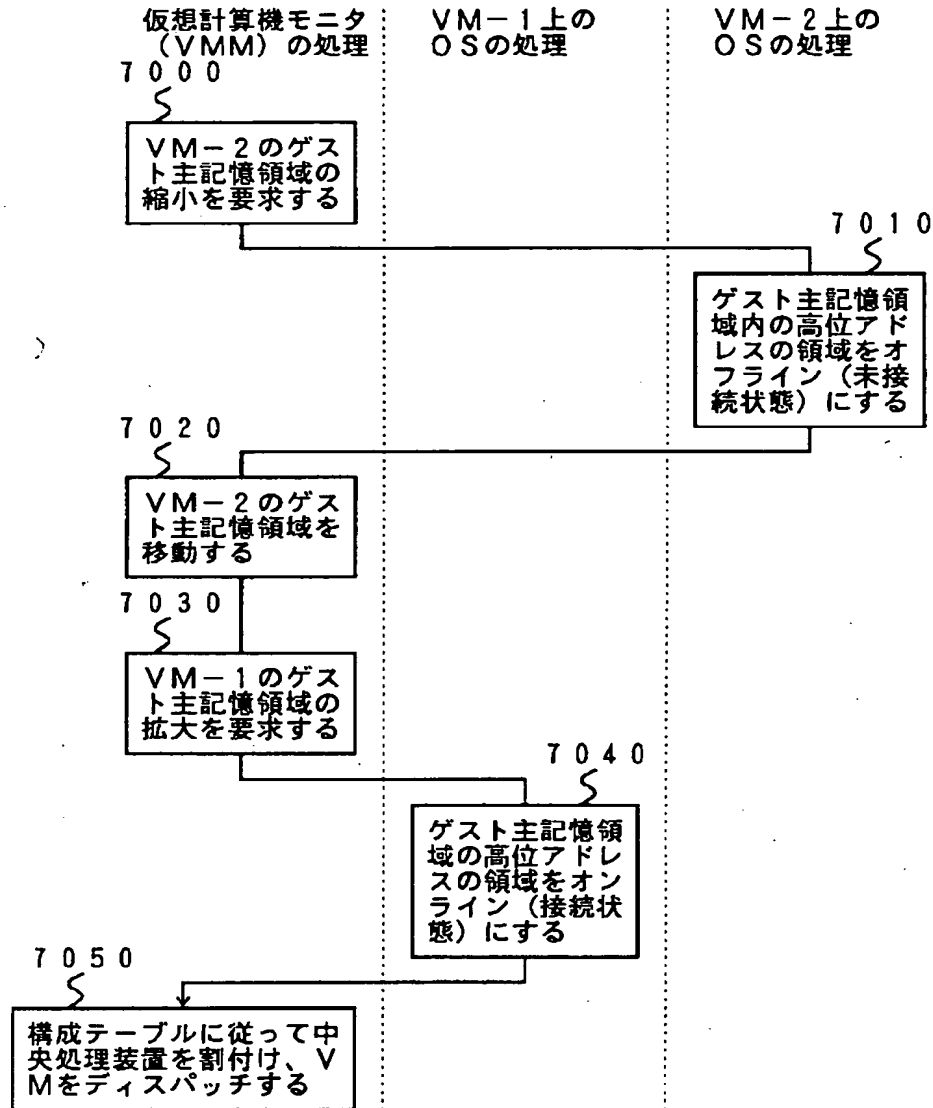 仮想計算機モニタ
(VMM)の処理
VM－1上の
OSの処理
VM－2上の
OSの処理
7000
VM－2のゲス
ト主記憶領域の
縮小を要求する
7010
ゲスト主記憶領
域内の高位アド
レスの領域をオ
フライン（未接
続状態）にする
7020
VM－2のゲス
ト主記憶領域を
移動する
7030
VM－1のゲス
ト主記憶領域の
拡大を要求する
7040
ゲスト主記憶領
域の高位アドレ
スの領域をオン
ライン（接続状
態）にする
7050
構成テーブルに従って中
央処理装置を割付け、V
Mをディスパッチする